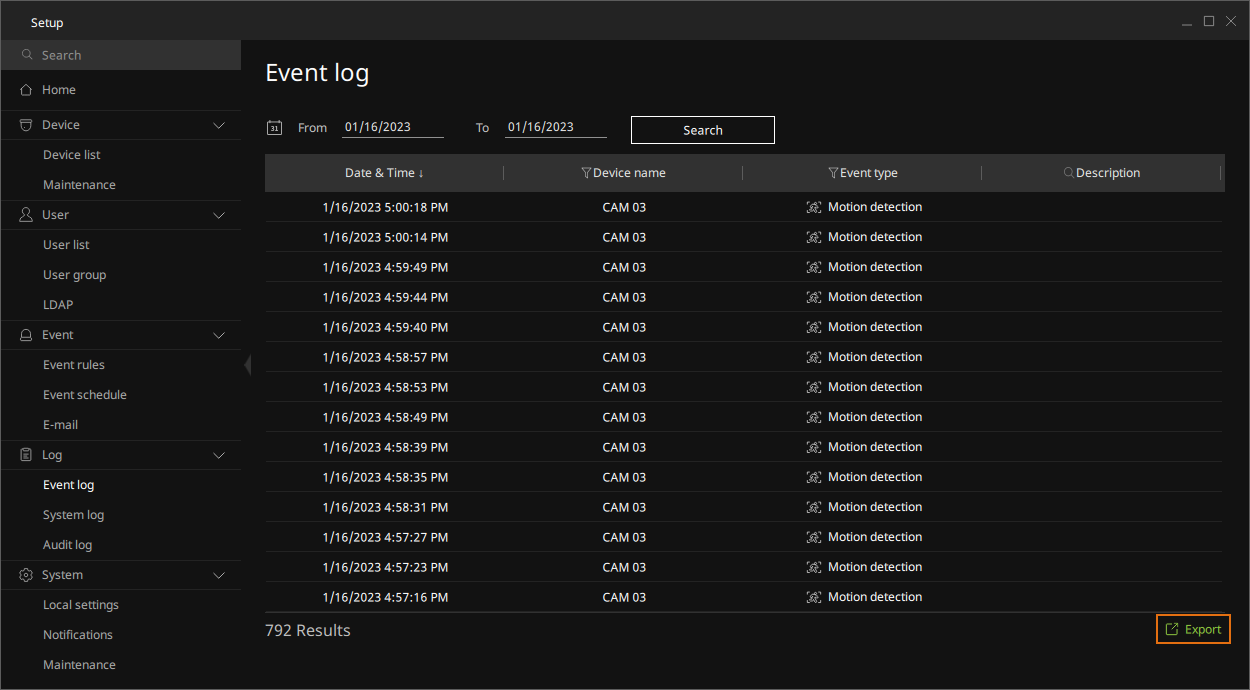 Setup
Search
Home
Device
Device list
Maintenance
User
User list
User group
LDAP
Event
Event rules
Event schedule
E-mail
Log
Event log
System log
Audit log
System
Local settings
Notifications
Maintenance
Event log
31 From 01/16/2023 To 01/16/2023 Search
Date & Time ↓ Device name Event type Description
1/16/2023 5:00:18 PM CAM 03 Motion detection
1/16/2023 5:00:14 PM CAM 03 Motion detection
1/16/2023 4:59:49 PM CAM 03 Motion detection
1/16/2023 4:59:44 PM CAM 03 Motion detection
1/16/2023 4:59:40 PM CAM 03 Motion detection
1/16/2023 4:58:57 PM CAM 03 Motion detection
1/16/2023 4:58:53 PM CAM 03 Motion detection
1/16/2023 4:58:49 PM CAM 03 Motion detection
1/16/2023 4:58:39 PM CAM 03 Motion detection
1/16/2023 4:58:35 PM CAM 03 Motion detection
1/16/2023 4:58:31 PM CAM 03 Motion detection
1/16/2023 4:57:27 PM CAM 03 Motion detection
1/16/2023 4:57:23 PM CAM 03 Motion detection
1/16/2023 4:57:16 PM CAM 03 Motion detection
792 Results Export